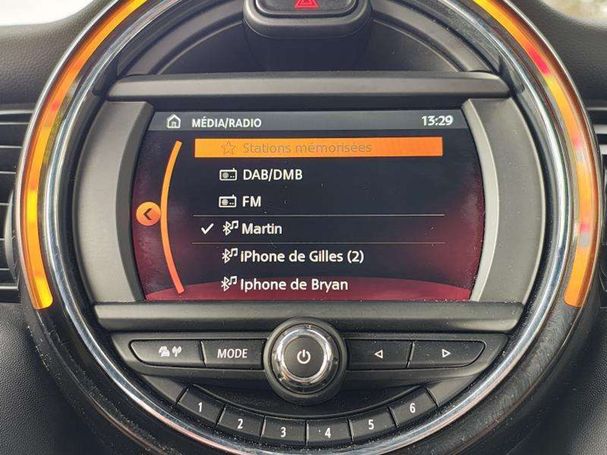 MÉDIA/RADIO 13:29
Stations mémorisées
DAB/DMB
FM
Martin
iPhone de Gilles (2)
Iphone de Bryan
MODE
1 2 3 4 5 6